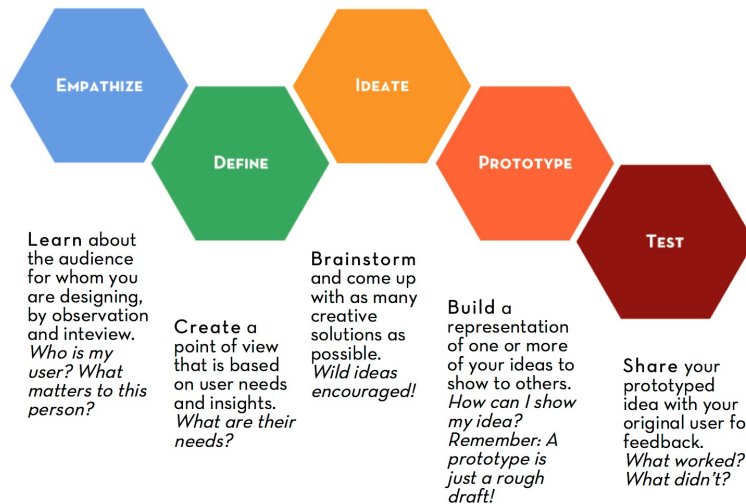 EMPATHIZE
DEFINE
IDEATE
PROTOTYPE
TEST
Learn about
the audience
for whom you
are designing,
by observation
and inteview.
Who is my
user? What
matters to this
person?
Create a
point of view
that is based
on user needs
and insights.
What are their
needs?
Brainstorm
and come up
with as many
creative
solutions as
possible.
Wild ideas
encouraged!
Build a
representation
of one or more
of your ideas to
show to others.
How can I show
my idea?
Remember: A
prototype is
just a rough
draft!
Share your
prototyped
idea with your
original user fo
feedback.
What worked?
What didn't?